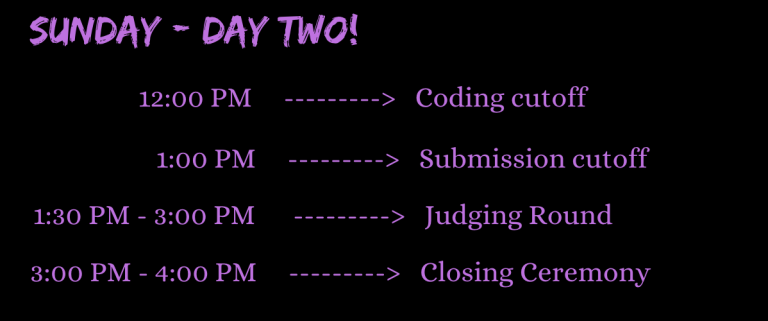 SUNDAY - DAY TWO!
12:00 PM ---------> Coding cutoff
1:00 PM ---------> Submission cutoff
1:30 PM - 3:00 PM ---------> Judging Round
3:00 PM - 4:00 PM ---------> Closing Ceremony